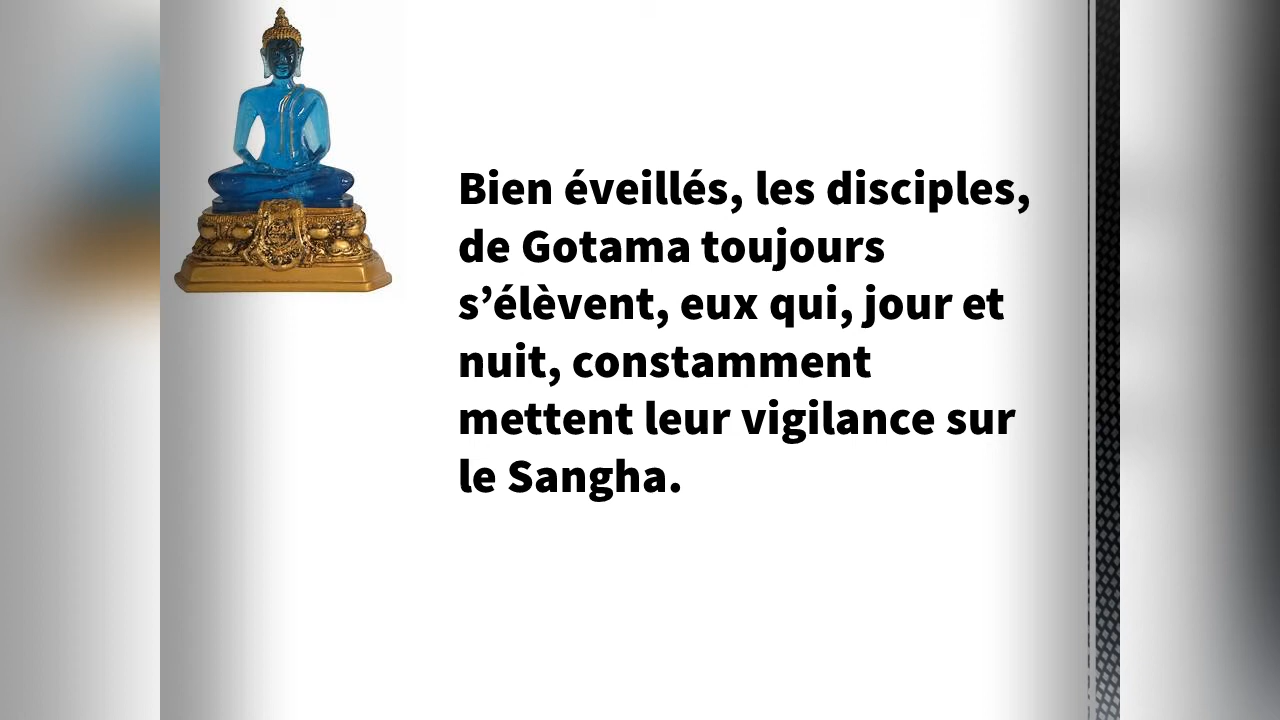 Bien éveillés, les disciples,
de Gotama toujours
s’élèvent, eux qui, jour et
nuit, constamment
mettent leur vigilance sur
le Sangha.